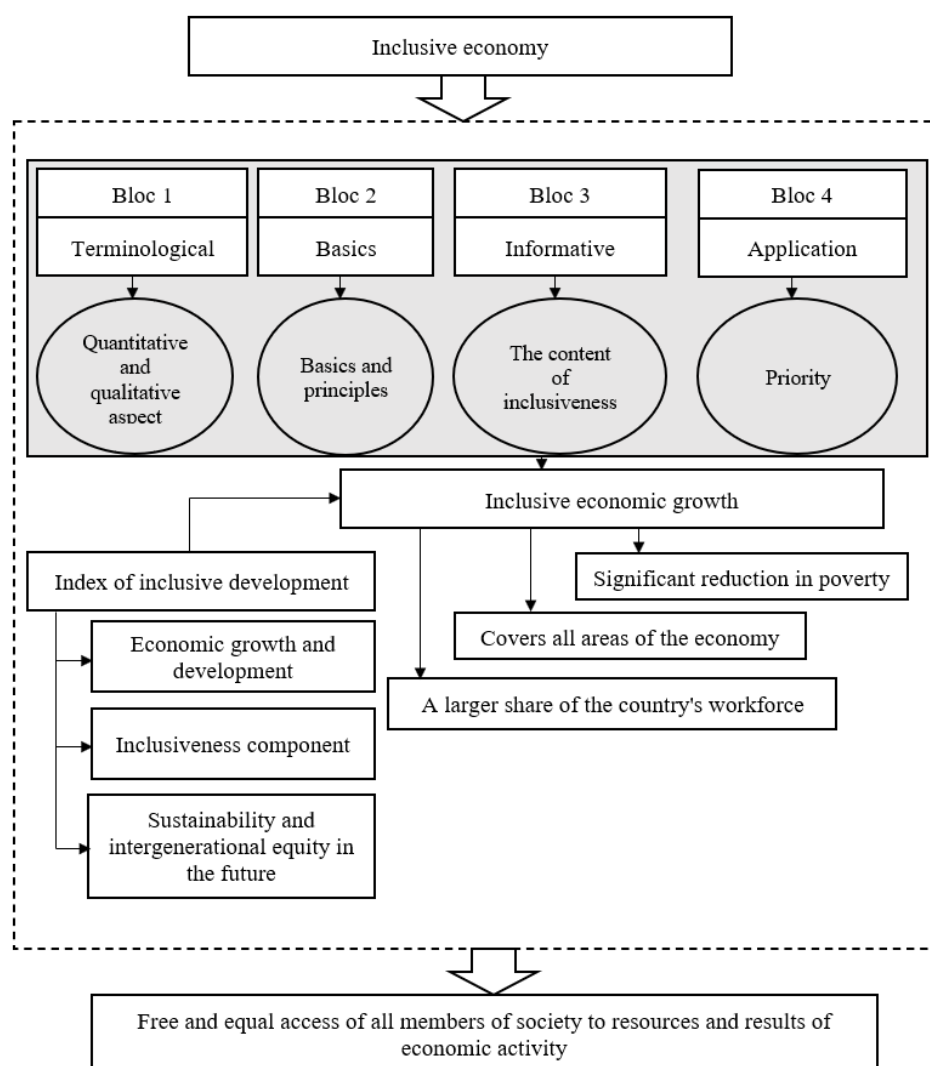 Inclusive economy
Bloc 1
Terminological
Quantitative
and
qualitative
aspect
Bloc 2
Basics
Basics and
principles
Bloc 3
Informative
The content
of
inclusiveness
Bloc 4
Application
Priority
Inclusive economic growth
Index of inclusive development
Economic growth and
development
Inclusiveness component
Sustainability and
intergenerational equity in
the future
Significant reduction in poverty
Covers all areas of the economy
A larger share of the country's workforce
Free and equal access of all members of society to resources and results of
economic activity